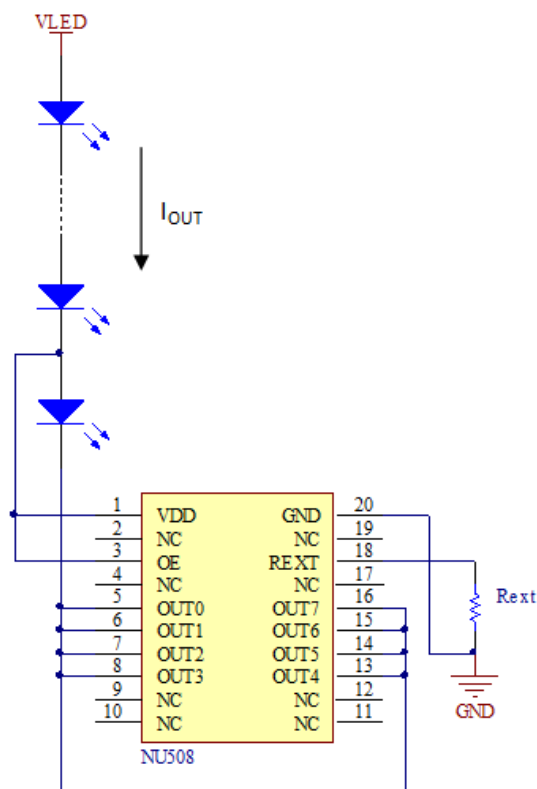 VLED
IOUT
1 VDD GND 20
2 NC NC 19
3 OE REXT 18
4 NC NC 17
5 OUT0 OUT7 16
6 OUT1 OUT6 15
7 OUT2 OUT5 14
8 OUT3 OUT4 13
9 NC NC 12
10 NC NC 11
Rext
GND
NU508